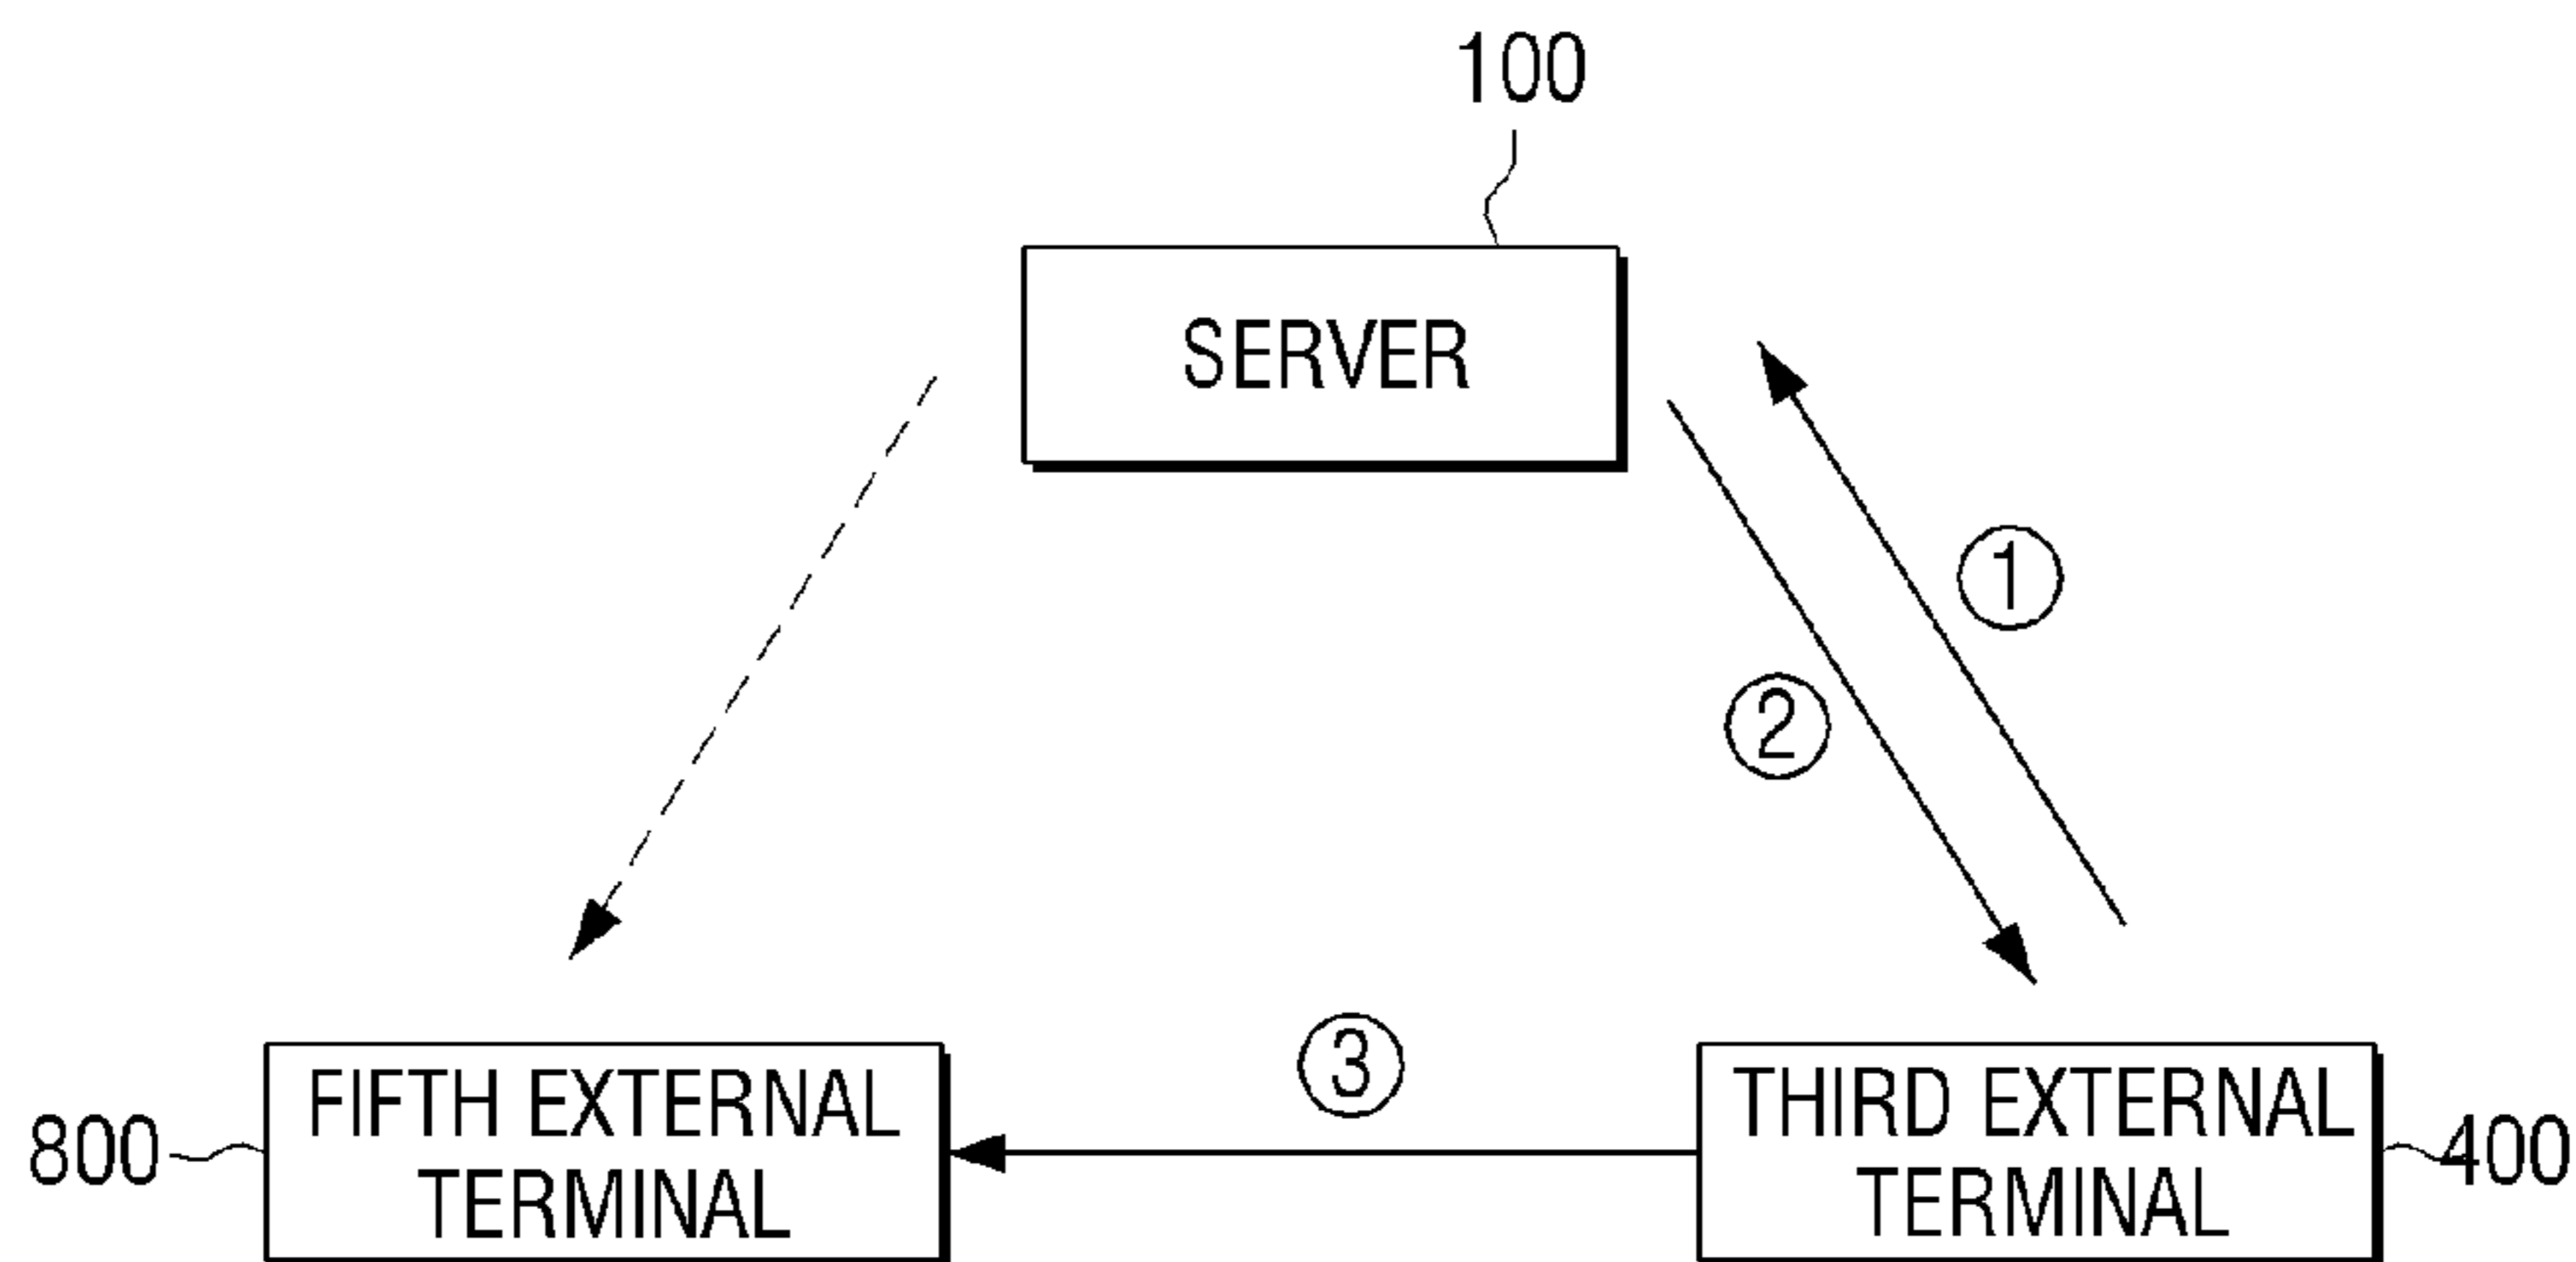 100
SERVER
①
②
③
FIFTH EXTERNAL
TERMINAL
800
THIRD EXTERNAL
TERMINAL
400